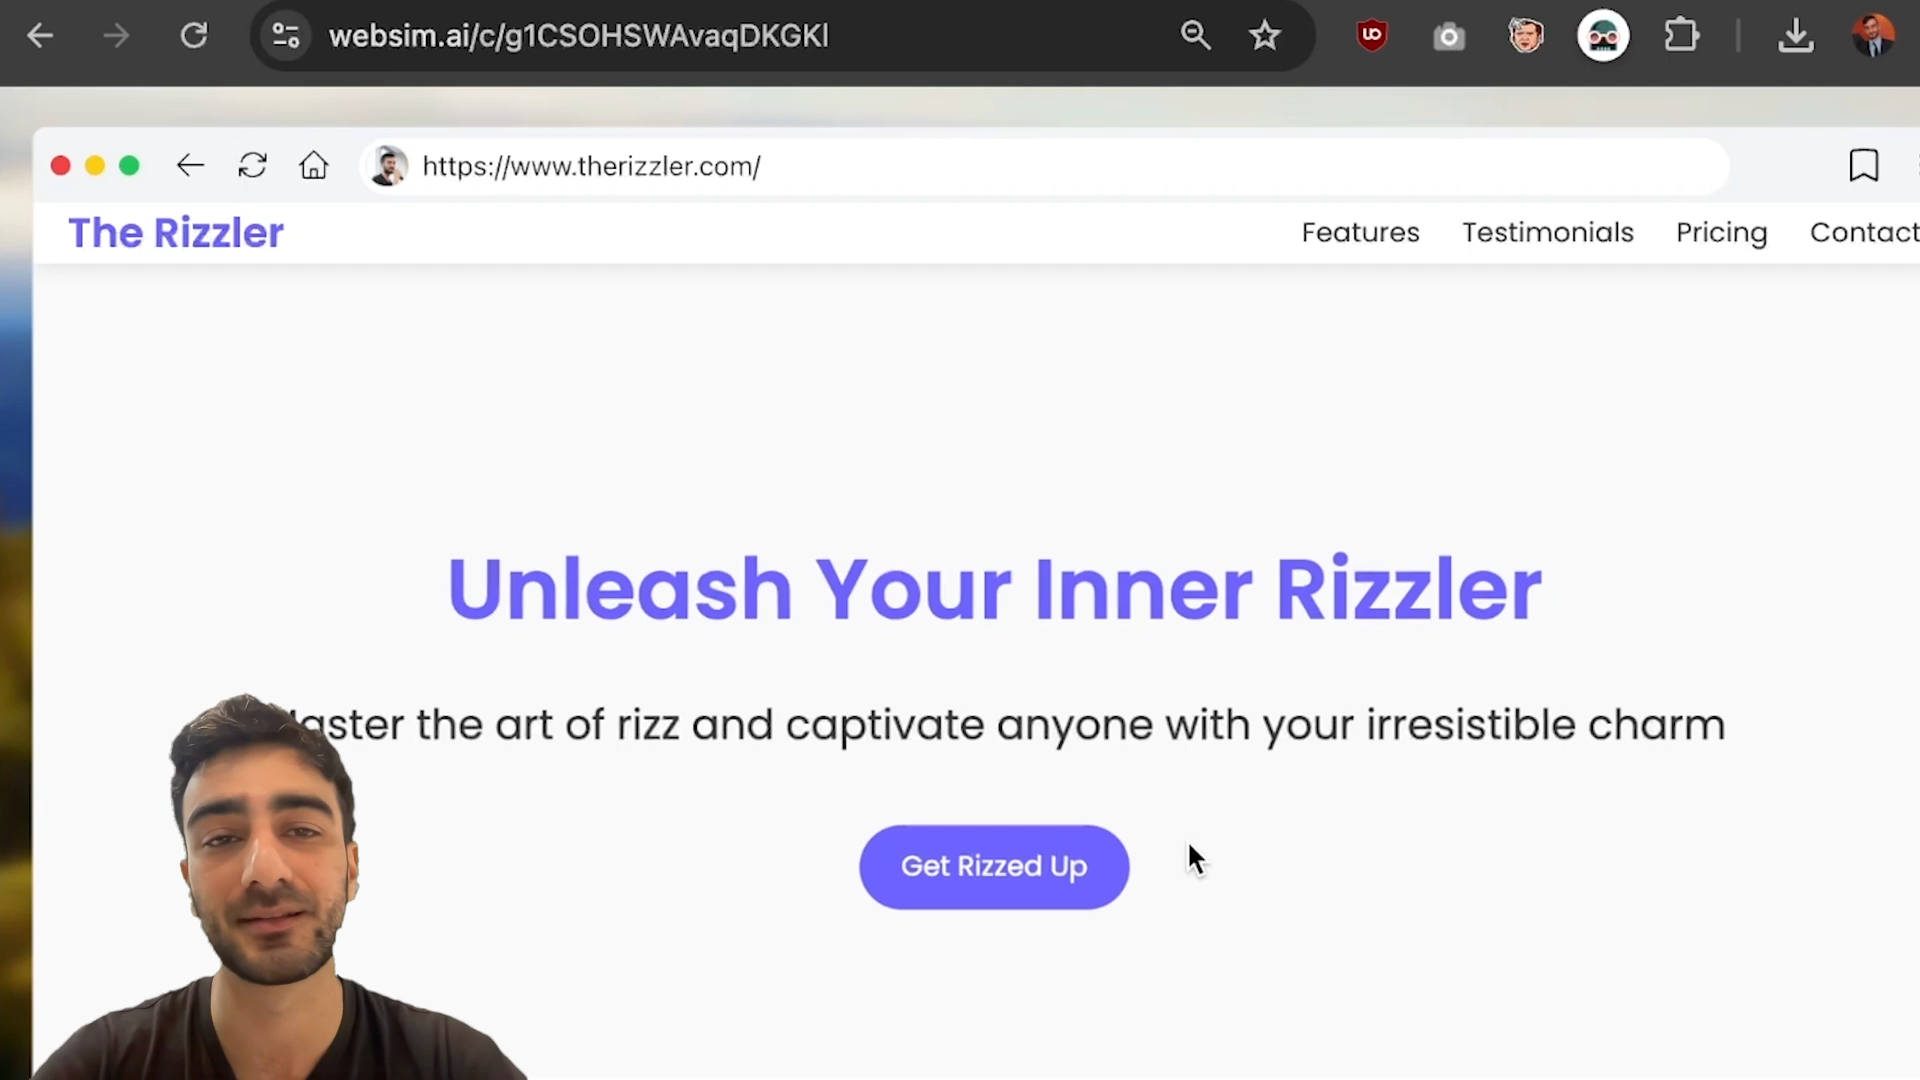 websim.ai/c/g1CSOHSWAvaqDKGKl
https://www.therizzler.com/
The Rizzler
Features Testimonials Pricing Contact
Unleash Your Inner Rizzler
aster the art of rizz and captivate anyone with your irresistible charm
Get Rizzed Up